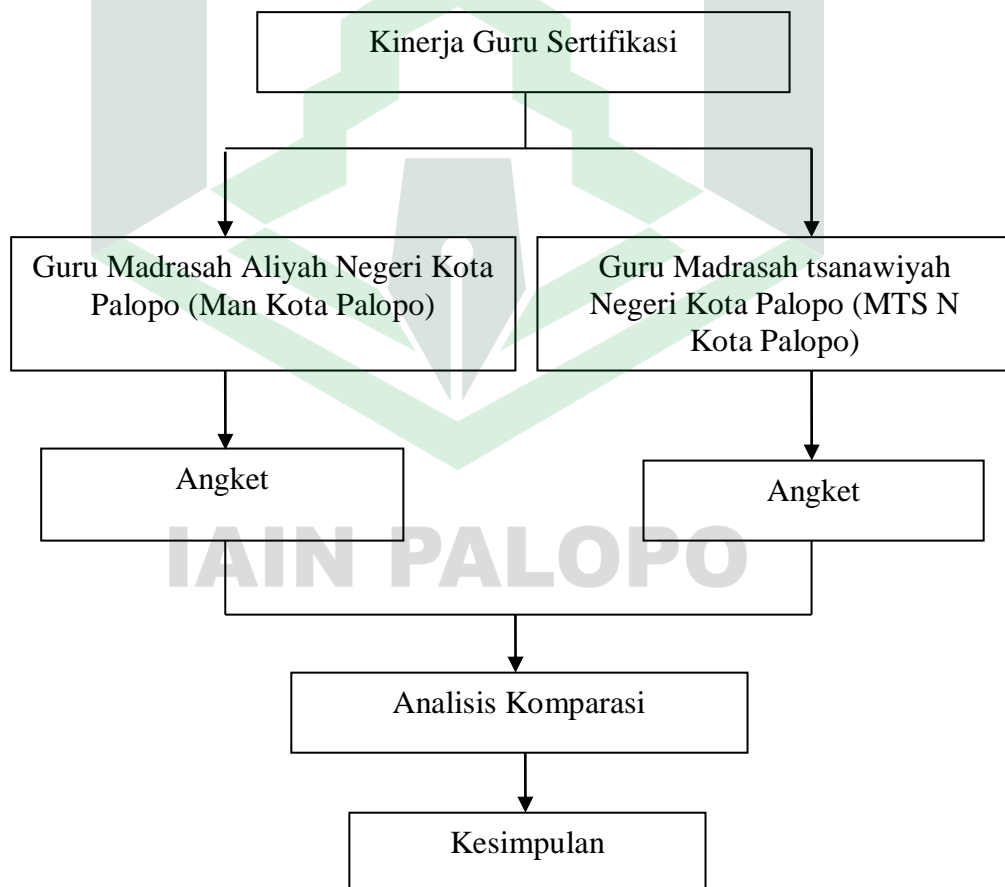 Kinerja Guru Sertifikasi
Guru Madrasah Aliyah Negeri Kota
Palopo (Man Kota Palopo)
Guru Madrasah tsanawiyah
Negeri Kota Palopo (MTS N
Kota Palopo)
Angket
Angket
IAIN PALOPO
Analisis Komparasi
Kesimpulan